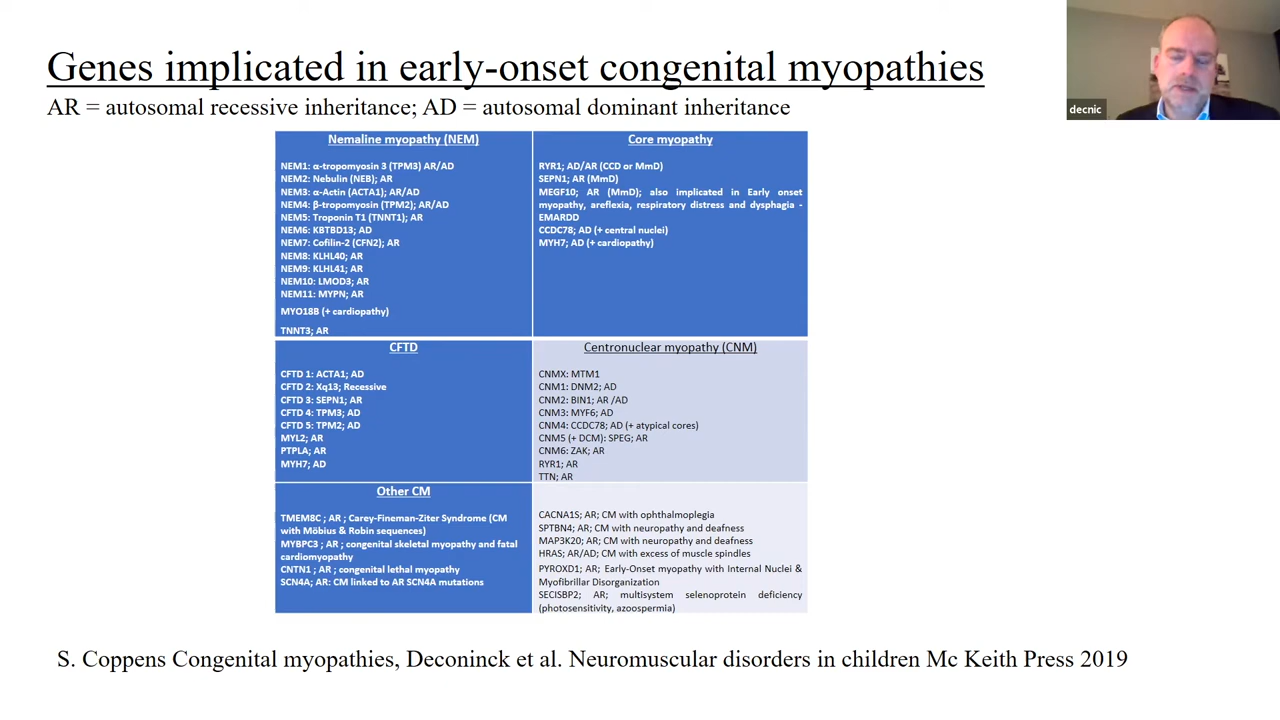 Genes implicated in early-onset congenital myopathies
AR = autosomal recessive inheritance; AD = autosomal dominant inheritance
decnic
Nemaline myopathy (NEM)
NEM1: α-tropomyosin 3 (TPM3) AR/AD
NEM2: Nebulin (NEB); AR
NEM3: α-Actin (ACTA1); AR/AD
NEM4: β-tropomyosin (TPM2); AR/AD
NEM5: Troponin T1 (TNNT1); AR
NEM6: KBTBD13; AD
NEM7: Cofilin-2 (CFN2); AR
NEM8: KLHL40; AR
NEM9: KLHL41; AR
NEM10: LMOD3; AR
NEM11: MYPN; AR
MYO18B (+ cardiopathy)
TNNT3; AR
Core myopathy
RYR1; AD/AR (CCD or MmD)
SEPN1; AR (MmD)
MEGF10; AR (MmD); also implicated in Early onset
myopathy, areflexia, respiratory distress and dysphagia -
EMARDD
CCDC78; AD (+ central nuclei)
MYH7; AD (+ cardiopathy)
CFTD
CFTD 1: ACTA1; AD
CFTD 2: Xq13; Recessive
CFTD 3: SEPN1; AR
CFTD 4: TPM3; AD
CFTD 5: TPM2; AD
MYL2; AR
PTPLA; AR
MYH7; AD
Centronuclear myopathy (CNM)
CNMX: MTM1
CNM1: DNM2; AD
CNM2: BIN1; AR /AD
CNM3: MYF6; AD
CNM4: CCDC78; AD (+ atypical cores)
CNM5 (+ DCM): SPEG; AR
CNM6: ZAK; AR
RYR1; AR
TTN; AR
Other CM
TMEM8C ; AR ; Carey-Fineman-Ziter Syndrome (CM
with Möbius & Robin sequences)
MYBPC3 ; AR ; congenital skeletal myopathy and fatal
cardiomyopathy
CNTN1 ; AR ; congenital lethal myopathy
SCN4A; AR: CM linked to AR SCN4A mutations
CACNA1S; AR; CM with ophthalmoplegia
SPTBN4; AR; CM with neuropathy and deafness
MAP3K20; AR; CM with neuropathy and deafness
HRAS; AR/AD; CM with excess of muscle spindles
PYROXD1; AR; Early-Onset myopathy with Internal Nuclei &
Myofibrillar Disorganization
SECISBP2; AR; multisystem selenoprotein deficiency
(photosensitivity, azoospermia)
S. Coppens Congenital myopathies, Deconinck et al. Neuromuscular disorders in children Mc Keith Press 2019